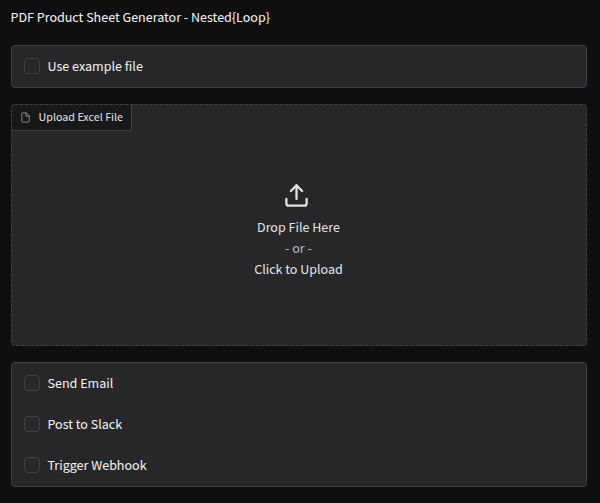 PDF Product Sheet Generator - Nested{Loop}
Use example file
Upload Excel File
Drop File Here
- or -
Click to Upload
Send Email
Post to Slack
Trigger Webhook